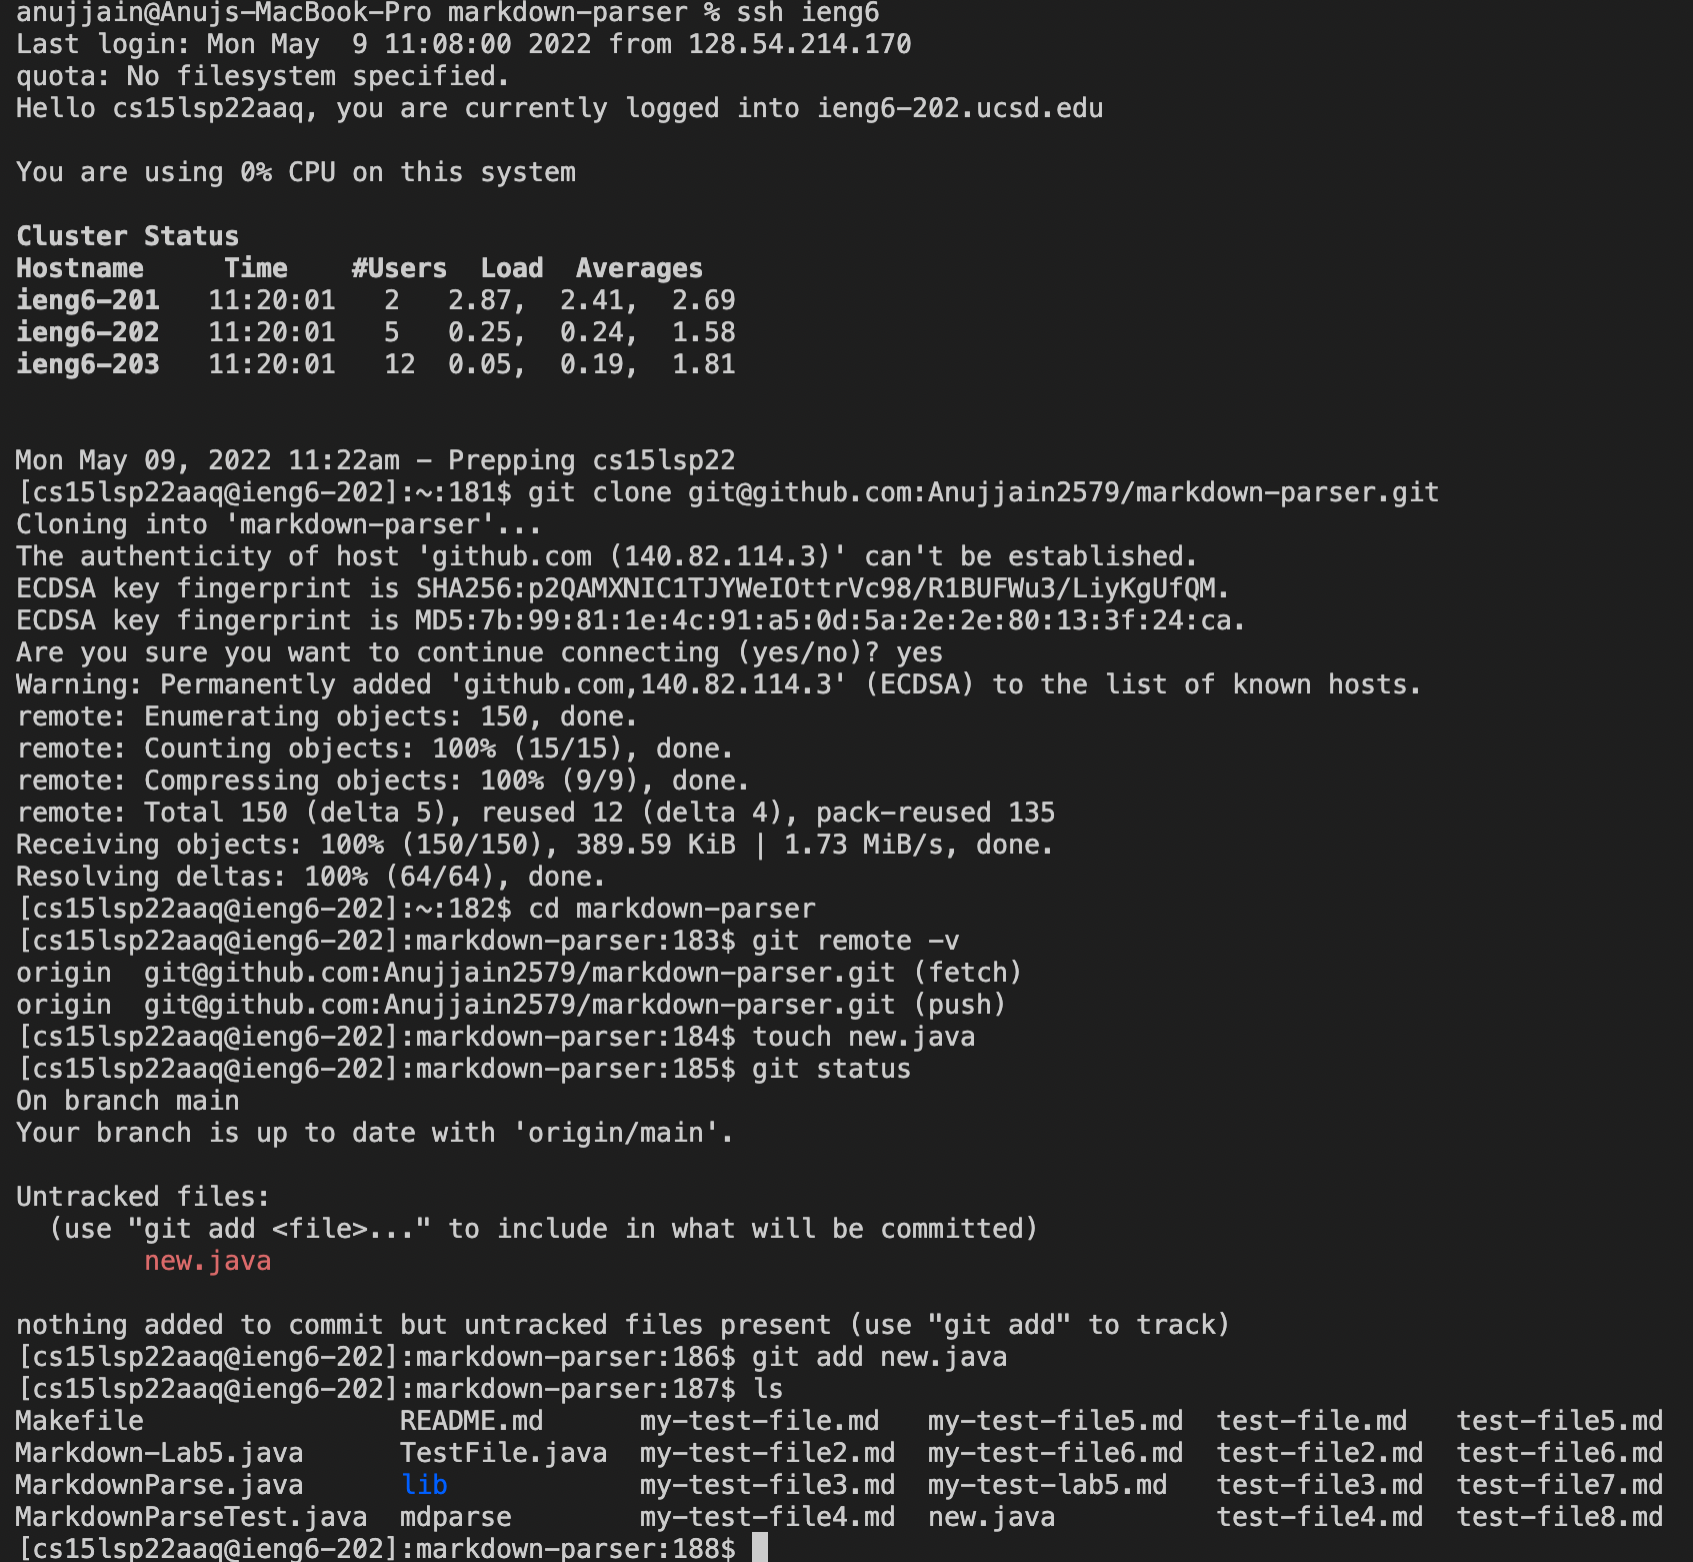 anujjain@Anujs-MacBook-Pro markdown-parser % ssh ieng6
Last login: Mon May  9 11:08:00 2022 from 128.54.214.170
quota: No filesystem specified.
Hello cs15lsp22aaq, you are currently logged into ieng6-202.ucsd.edu

You are using 0% CPU on this system

Cluster Status
Hostname     Time    #Users  Load  Averages
ieng6-201   11:20:01   2   2.87,  2.41,  2.69
ieng6-202   11:20:01   5   0.25,  0.24,  1.58
ieng6-203   11:20:01   12  0.05,  0.19,  1.81

Mon May 09, 2022 11:22am - Prepping cs15lsp22
[cs15lsp22aaq@ieng6-202]:~:181$ git clone git@github.com:Anujjain2579/markdown-parser.git
Cloning into 'markdown-parser'...
The authenticity of host 'github.com (140.82.114.3)' can't be established.
ECDSA key fingerprint is SHA256:p2QAMXNIC1TJYWeIOttrVc98/R1BUFWu3/LiyKgUfQM.
ECDSA key fingerprint is MD5:7b:99:81:1e:4c:91:a5:0d:5a:2e:2e:80:13:3f:24:ca.
Are you sure you want to continue connecting (yes/no)? yes
Warning: Permanently added 'github.com,140.82.114.3' (ECDSA) to the list of known hosts.
remote: Enumerating objects: 150, done.
remote: Counting objects: 100% (15/15), done.
remote: Compressing objects: 100% (9/9), done.
remote: Total 150 (delta 5), reused 12 (delta 4), pack-reused 135
Receiving objects: 100% (150/150), 389.59 KiB | 1.73 MiB/s, done.
Resolving deltas: 100% (64/64), done.
[cs15lsp22aaq@ieng6-202]:~:182$ cd markdown-parser
[cs15lsp22aaq@ieng6-202]:markdown-parser:183$ git remote -v
origin  git@github.com:Anujjain2579/markdown-parser.git (fetch)
origin  git@github.com:Anujjain2579/markdown-parser.git (push)
[cs15lsp22aaq@ieng6-202]:markdown-parser:184$ touch new.java
[cs15lsp22aaq@ieng6-202]:markdown-parser:185$ git status
On branch main
Your branch is up to date with 'origin/main'.

Untracked files:
  (use "git add <file>..." to include in what will be committed)
        new.java

nothing added to commit but untracked files present (use "git add" to track)
[cs15lsp22aaq@ieng6-202]:markdown-parser:186$ git add new.java
[cs15lsp22aaq@ieng6-202]:markdown-parser:187$ ls
Makefile                README.md      my-test-file.md   my-test-file5.md  test-file.md   test-file5.md
Markdown-Lab5.java      TestFile.java  my-test-file2.md  my-test-file6.md  test-file2.md  test-file6.md
MarkdownParse.java      lib            my-test-file3.md  my-test-lab5.md   test-file3.md  test-file7.md
MarkdownParseTest.java  mdparse        my-test-file4.md  new.java          test-file4.md  test-file8.md
[cs15lsp22aaq@ieng6-202]:markdown-parser:188$